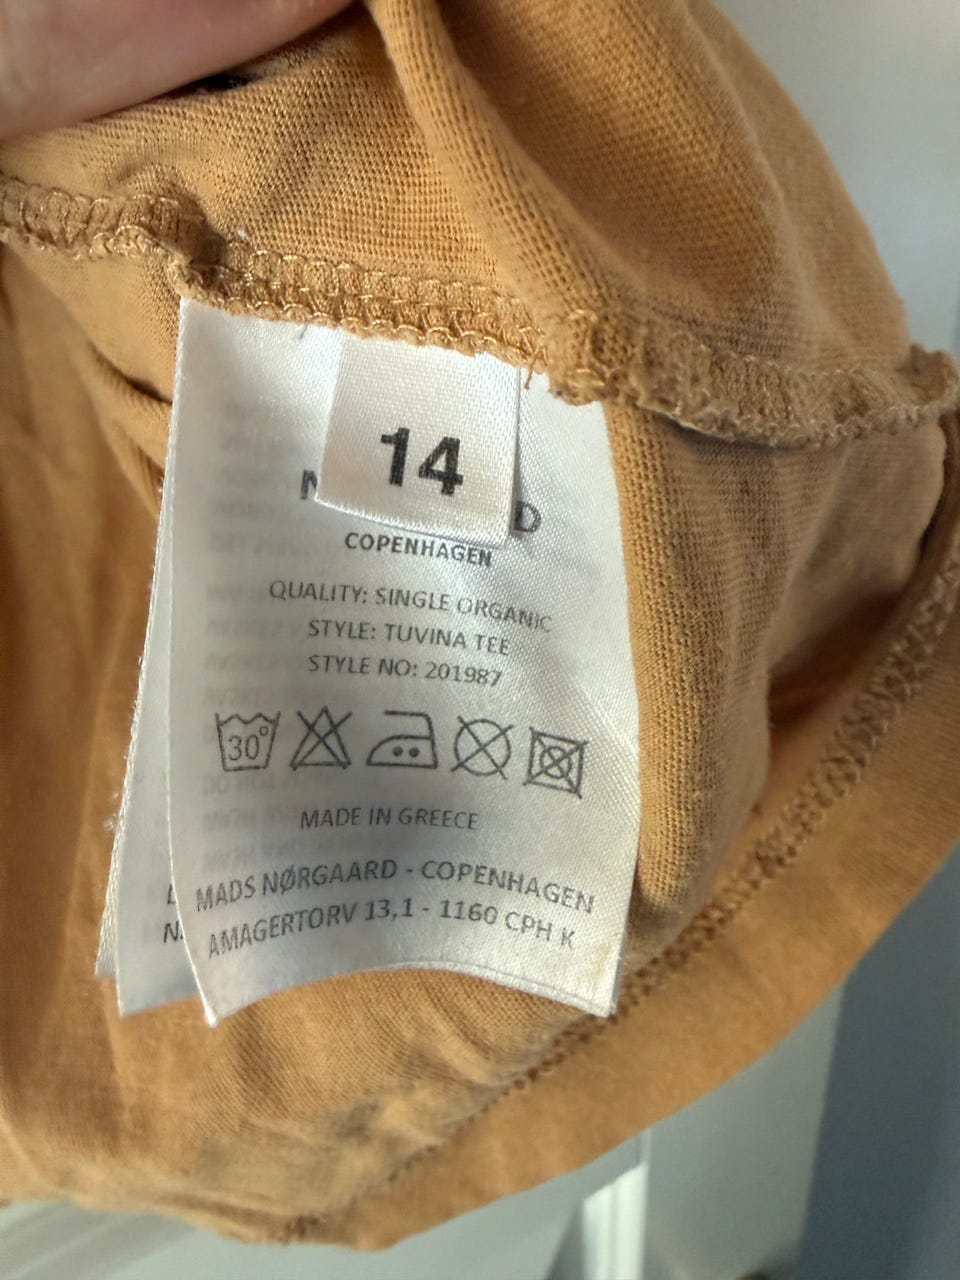 14
COPENHAGEN
QUALITY: SINGLE ORGANIC
STYLE: TUVINA TEE
STYLE NO: 201987
30°
MADE IN GREECE
MADS NØRGAARD - COPENHAGEN
AMAGERTORV 13,1 - 1160 CPH K